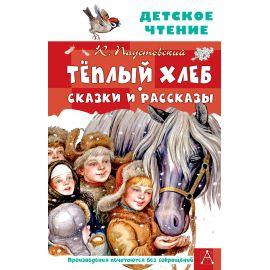 ДЕТСКОЕ
ЧТЕНИЕ
К. Паустовский
ТЁПЛЫЙ ХЛЕБ
СКАЗКИ И РАССКАЗЫ
Произведения печатаются без сокращений
А